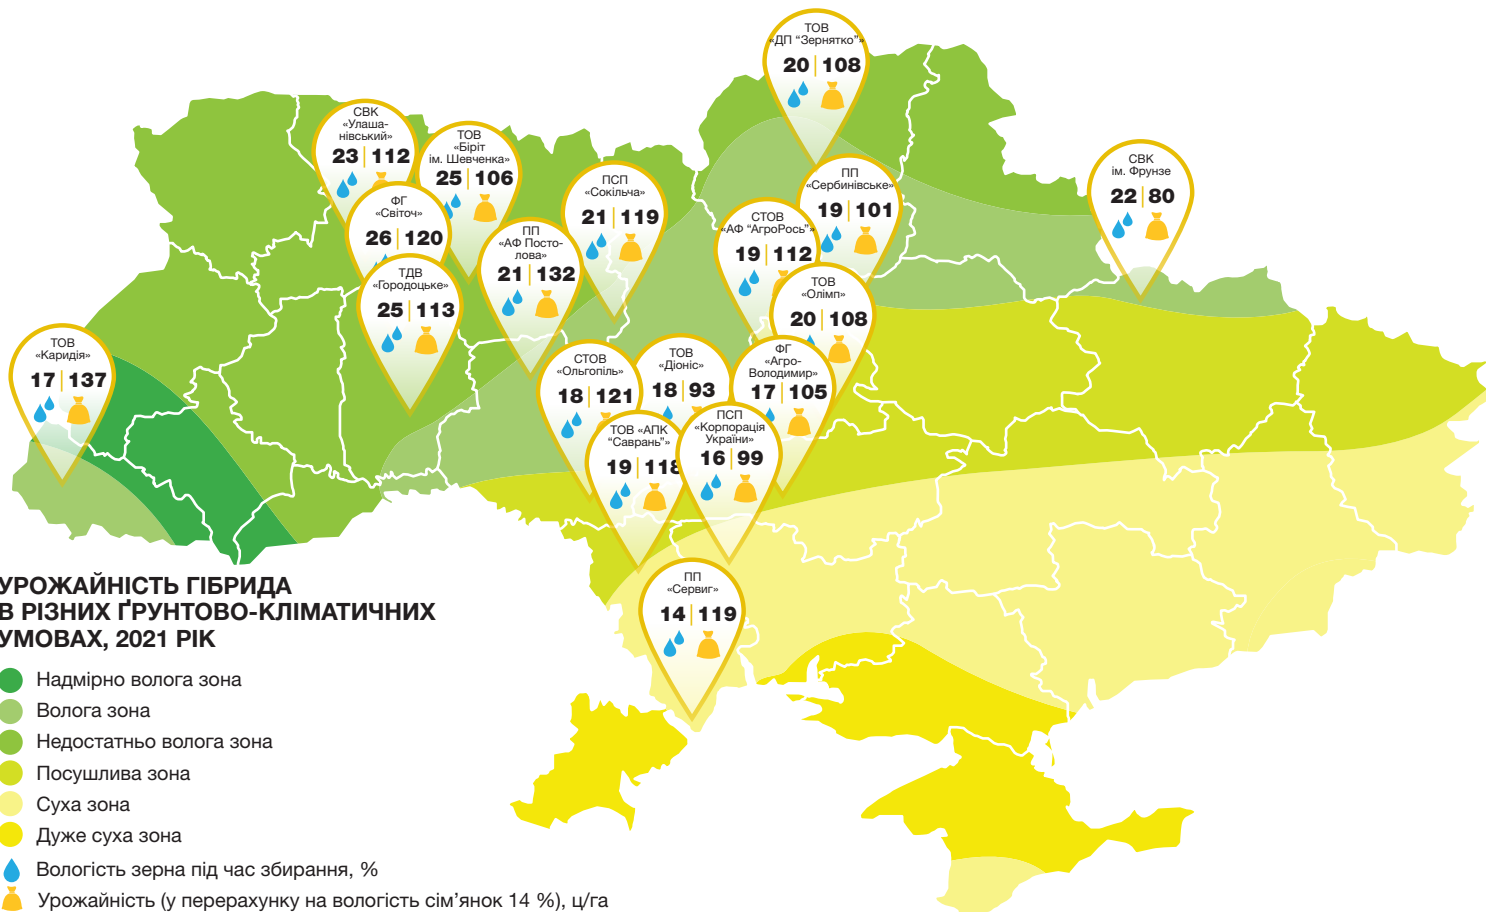 ТОВ
«ДП “Зернятко”»
20 | 108
СВК
«Улаша-
нівський»
23 | 112
ТОВ
«Біріт
ім. Шевченка»
25 | 106
ПСП
«Сокільча»
21 | 119
ПП
«Сербинівське»
19 | 101
СВК
ім. Фрунзе
22 | 80
ФГ
«Світоч»
26 | 120
ПП
«АФ Посто-
лова»
21 | 132
СТОВ
«АФ “АгроРось”»
19 | 112
ТДВ
«Городоцьке»
25 | 113
ТОВ
«Олімп»
20 | 108
ТОВ
«Каридія»
17 | 137
СТОВ
«Ольгопіль»
18 | 121
ТОВ
«Діоніс»
18 | 93
ФГ
«Агро-
Володимир»
17 | 105
ТОВ «АПК
“Саврань”»
19 | 118
ПСП
«Корпорація
України»
16 | 99
ПП
«Сервиг»
14 | 119
УРОЖАЙНІСТЬ ГІБРИДА
В РІЗНИХ ҐРУНТОВО-КЛІМАТИЧНИХ
УМОВАХ, 2021 РІК
Надмірно волога зона
Волога зона
Недостатньо волога зона
Посушлива зона
Суха зона
Дуже суха зона
Вологість зерна під час збирання, %
Урожайність (у перерахунку на вологість сім’янок 14 %), ц/га